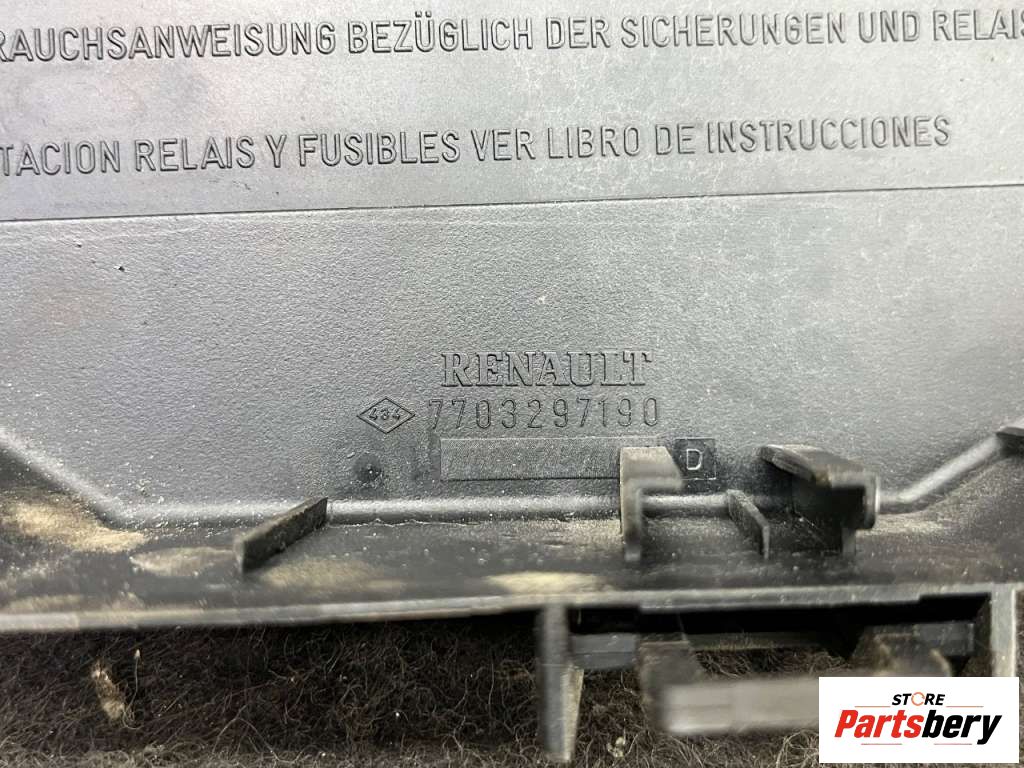 RAUCHSANWEISUNG BEZÜGLICH DER SICHERUNGEN UND RELAIS
TACION RELAIS Y FUSIBLES VER LIBRO DE INSTRUCCIONES
RENAULT
434 7703297190
D
STORE
Partsbery